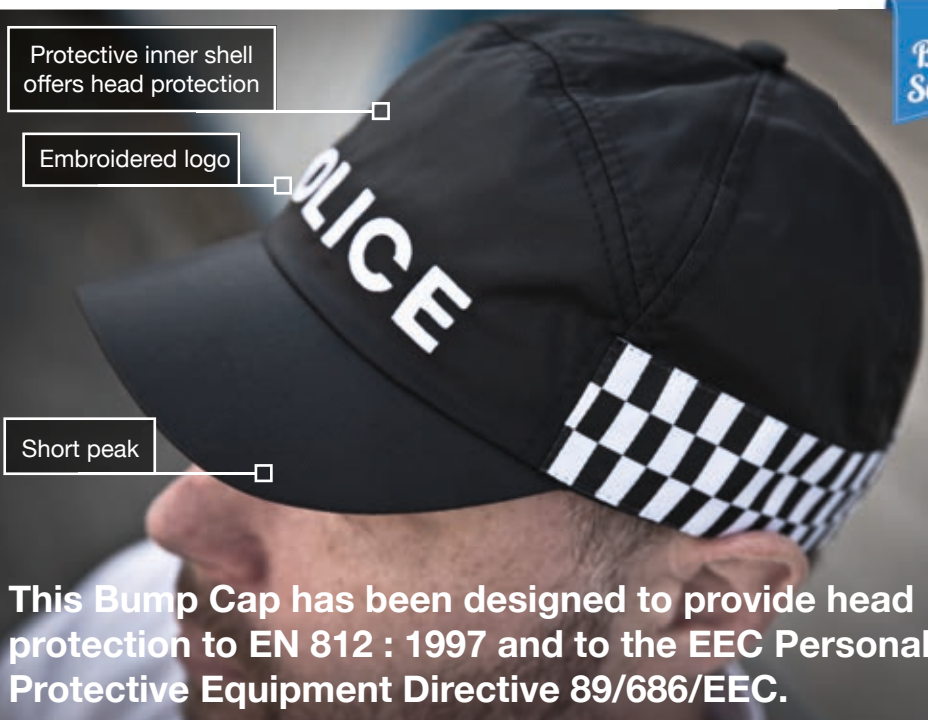 Protective inner shell
offers head protection
Embroidered logo
OLICE
Short peak
This Bump Cap has been designed to provide head
protection to EN 812 : 1997 and to the EEC Personal
Protective Equipment Directive 89/686/EEC.